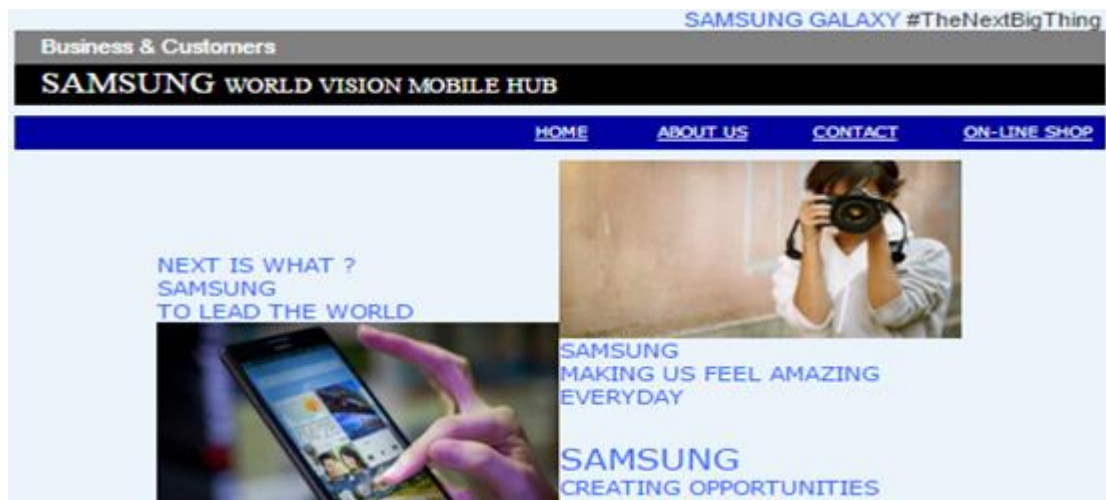 SAMSUNG GALAXY #TheNextBigThing
Business & Customers
SAMSUNG WORLD VISION MOBILE HUB
HOME ABOUT US CONTACT ON-LINE SHOP
NEXT IS WHAT ?
SAMSUNG
TO LEAD THE WORLD
SAMSUNG
MAKING US FEEL AMAZING
EVERYDAY
SAMSUNG
CREATING OPPORTUNITIES